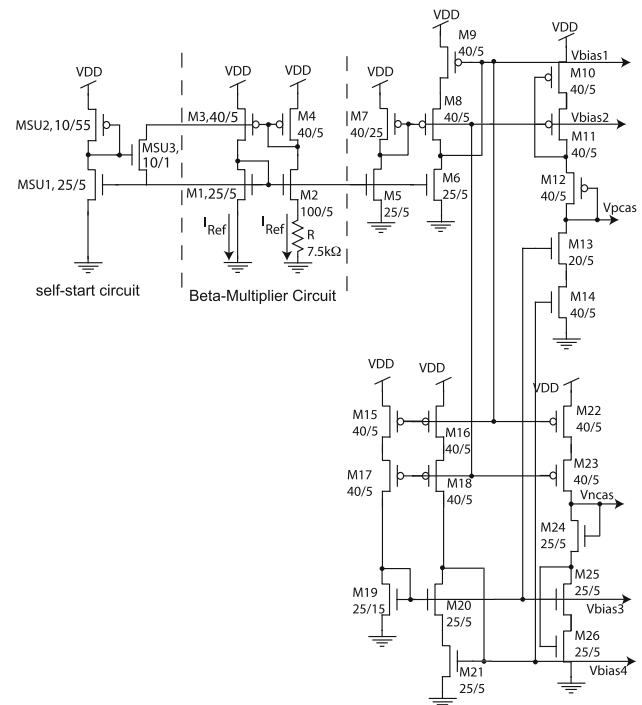 VDD
M9
40/5
Vbias1
VDD
M10
40/5
VDD
MSU2, 10/55
MSU3,
10/1
MSU1, 25/5
VDD
VDD
M3, 40/5
M4
40/5
VDD
M7
40/25
M8
40/5
Vbias2
M11
40/5
M12
40/5
Vpcas
M1, 25/5
M2
100/5
M5
25/5
M6
25/5
IRef
IRef
R
7.5kΩ
M13
20/5
M14
40/5
self-start circuit
Beta-Multiplier Circuit
VDD
VDD
VDD
M15
40/5
M16
40/5
M22
40/5
M17
40/5
M18
40/5
M23
40/5
Vncas
M24
25/5
M19
25/15
M20
25/5
M25
25/5
Vbias3
M21
25/5
M26
25/5
Vbias4